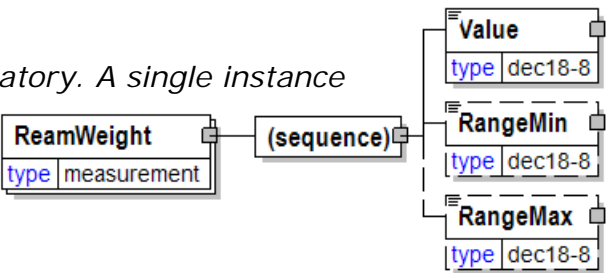 Value
type dec18-8
atory. A single instance
ReamWeight
type measurement
(sequence)
RangeMin
type dec18-8
RangeMax
type dec18-8